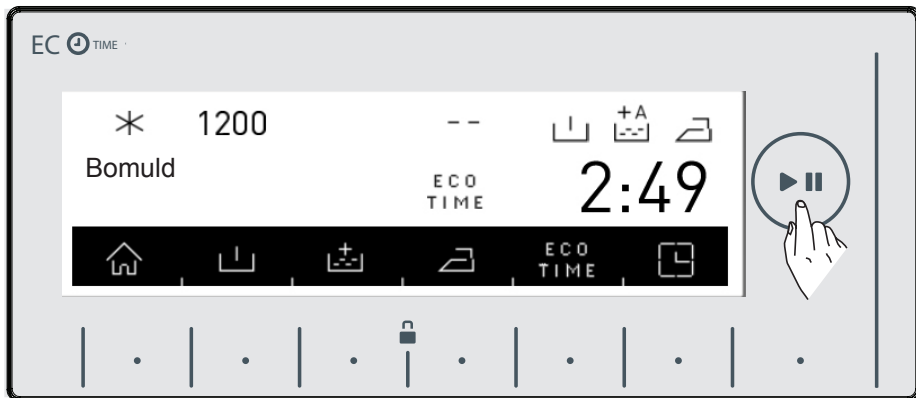 EC TIME
1200 --
+A
Bomuld
ECO
TIME
2:49
ECO
TIME